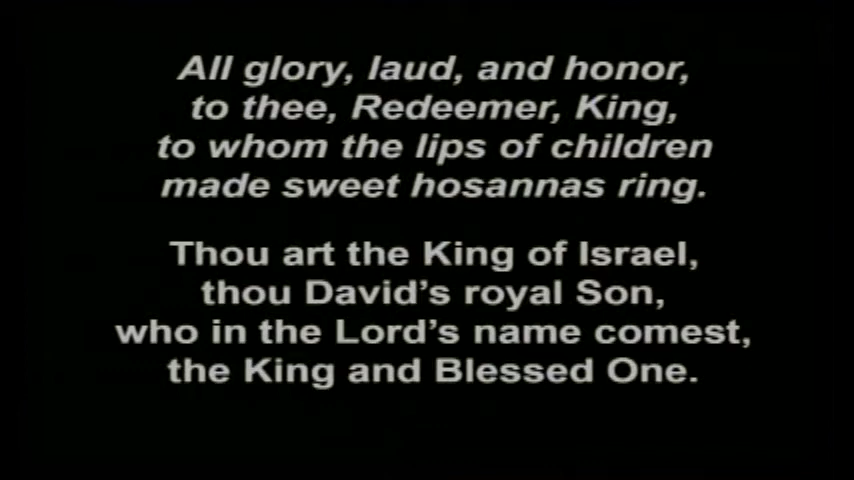 All glory, laud, and honor,
to thee, Redeemer, King,
to whom the lips of children
made sweet hosannas ring.
Thou art the King of Israel,
thou David's royal Son,
who in the Lord's name comest,
the King and Blessed One.